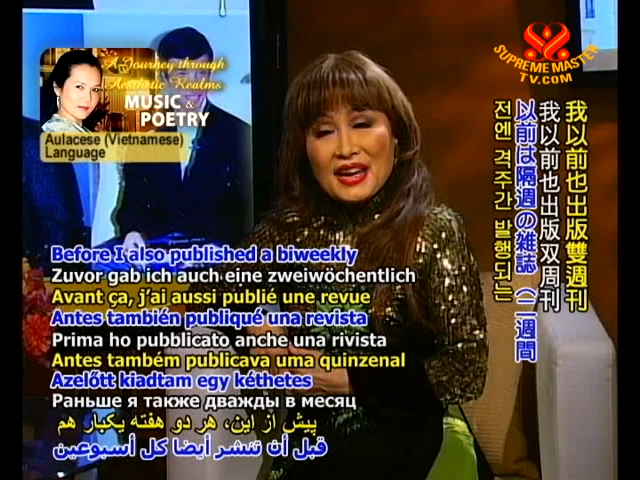 A Journey through
Aesthetic Realms
MUSIC &
POETRY
Aulacese (Vietnamese)
Language
SUPREME MASTER
TV.COM
Before I also published a biweekly
Zuvor gab ich auch eine zweiwöchentlich
Avant ça, j'ai aussi publié une revue
Antes también publiqué una revista
Prima ho pubblicato anche una rivista
Antes também publicava uma quinzenal
Azelőtt kiadtam egy kéthetes
Раньше я также дважды в месяц
پیش از این، هر دو هفته یکبار هم
قبل أن تنشر أيضا كل أسبوعين
我以前也出版雙週刊
我以前也出版双周刊
以前は隔週の雑誌（二週間
전엔 격주간 발행되」